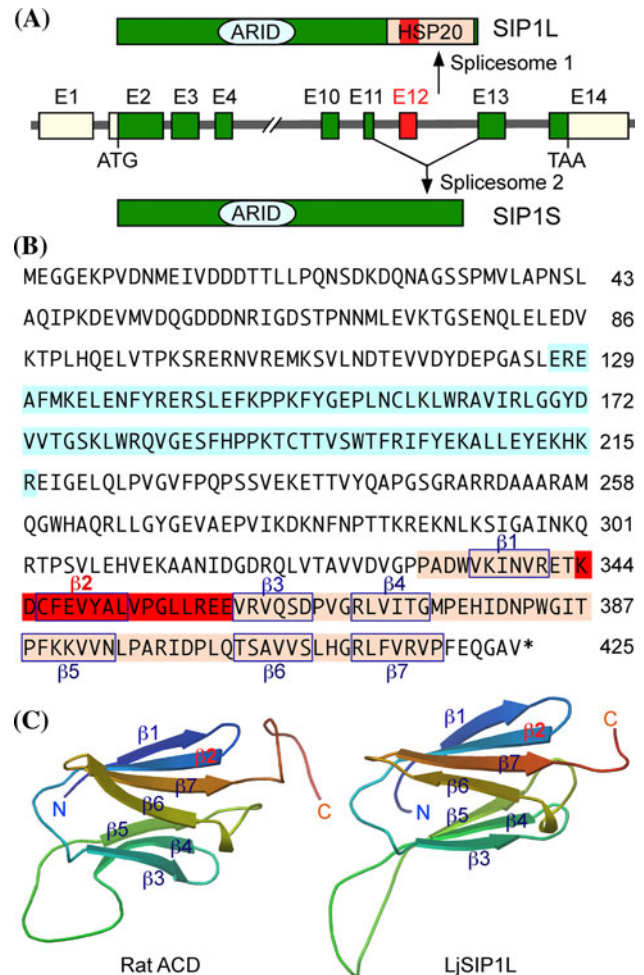 (A)
ARID HSP20 SIP1L
Splicesome 1
E1 E2 E3 E4 E10 E11 E12 E13 E14
ATG TAA
Splicesome 2
ARID SIP1S
(B)
MEGGEKPVDNMEIVDDDTTLLPQNSDKDQNAGSSPMVLAPNSL 43
AQIPKDEVMVDQGDDDNRIGDSTPNNMLEVKTGSENQLELEDV 86
KTPLHQELVTPKSRERNVREMKSVLNDTEVVDYDEPGASLERE 129
AFMKELENFYRERSLEFKPPKFYGEPLNCLKLWRAVIRLGGYD 172
VVTGSKLWRQVGESFHPPKTCTTVSWTFRIFYEKALLEYEKHK 215
REIGELQLPVGVFPQPSSVEKETTVYQAPGSGRARRDAAARAM 258
QGWHAQRLLGYGEVAEPVIKDKNFNPTTKREKNLKSIGAINKQ 301
β1
RTPSVLEHVEKAANIDGDRQLVTAVVDVGPPPADWVKINVRETK 344
β2 β3 β4
DCFEVYALVPGLLREEVRVQSDPVGRLVITGMPEHIDNPWGIT 387
PFKKVVNLPARIDPLQTSAVVSLHGRLFVRVPFEQGAV* 425
β5 β6 β7
(C)
β1 β2 β7 β6 β5 β4 β3 N C
Rat ACD
β1 β2 β7 β6 β5 β4 β3 N C
LjSIP1L